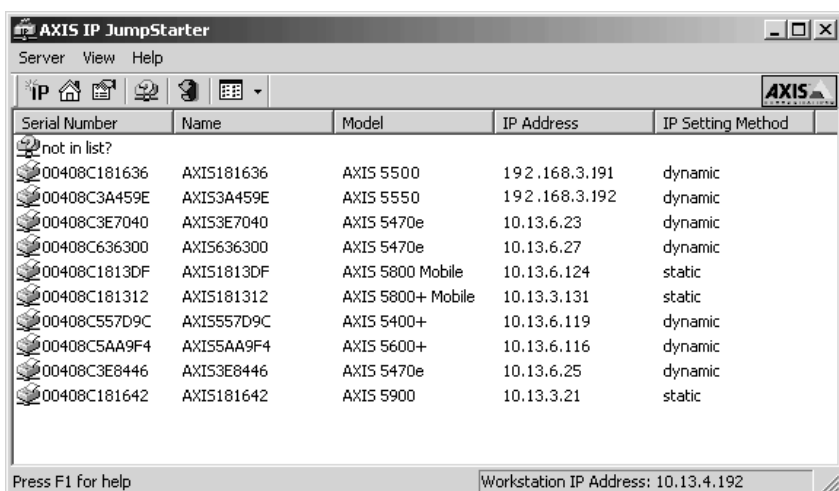 AXIS IP JumpStarter
Server View Help
IP AXIS
Serial Number Name Model IP Address IP Setting Method
not in list?
00408C181636 AXIS181636 AXIS 5500 192.168.3.191 dynamic
00408C3A459E AXIS3A459E AXIS 5550 192.168.3.192 dynamic
00408C3E7040 AXIS3E7040 AXIS 5470e 10.13.6.23 dynamic
00408C636300 AXIS636300 AXIS 5470e 10.13.6.27 dynamic
00408C1813DF AXIS1813DF AXIS 5800 Mobile 10.13.6.124 static
00408C181312 AXIS181312 AXIS 5800+ Mobile 10.13.3.131 static
00408C557D9C AXIS557D9C AXIS 5400+ 10.13.6.119 dynamic
00408C5AA9F4 AXIS5AA9F4 AXIS 5600+ 10.13.6.116 dynamic
00408C3E8446 AXIS3E8446 AXIS 5470e 10.13.6.25 dynamic
00408C181642 AXIS181642 AXIS 5900 10.13.3.21 static
Press F1 for help Workstation IP Address: 10.13.4.192